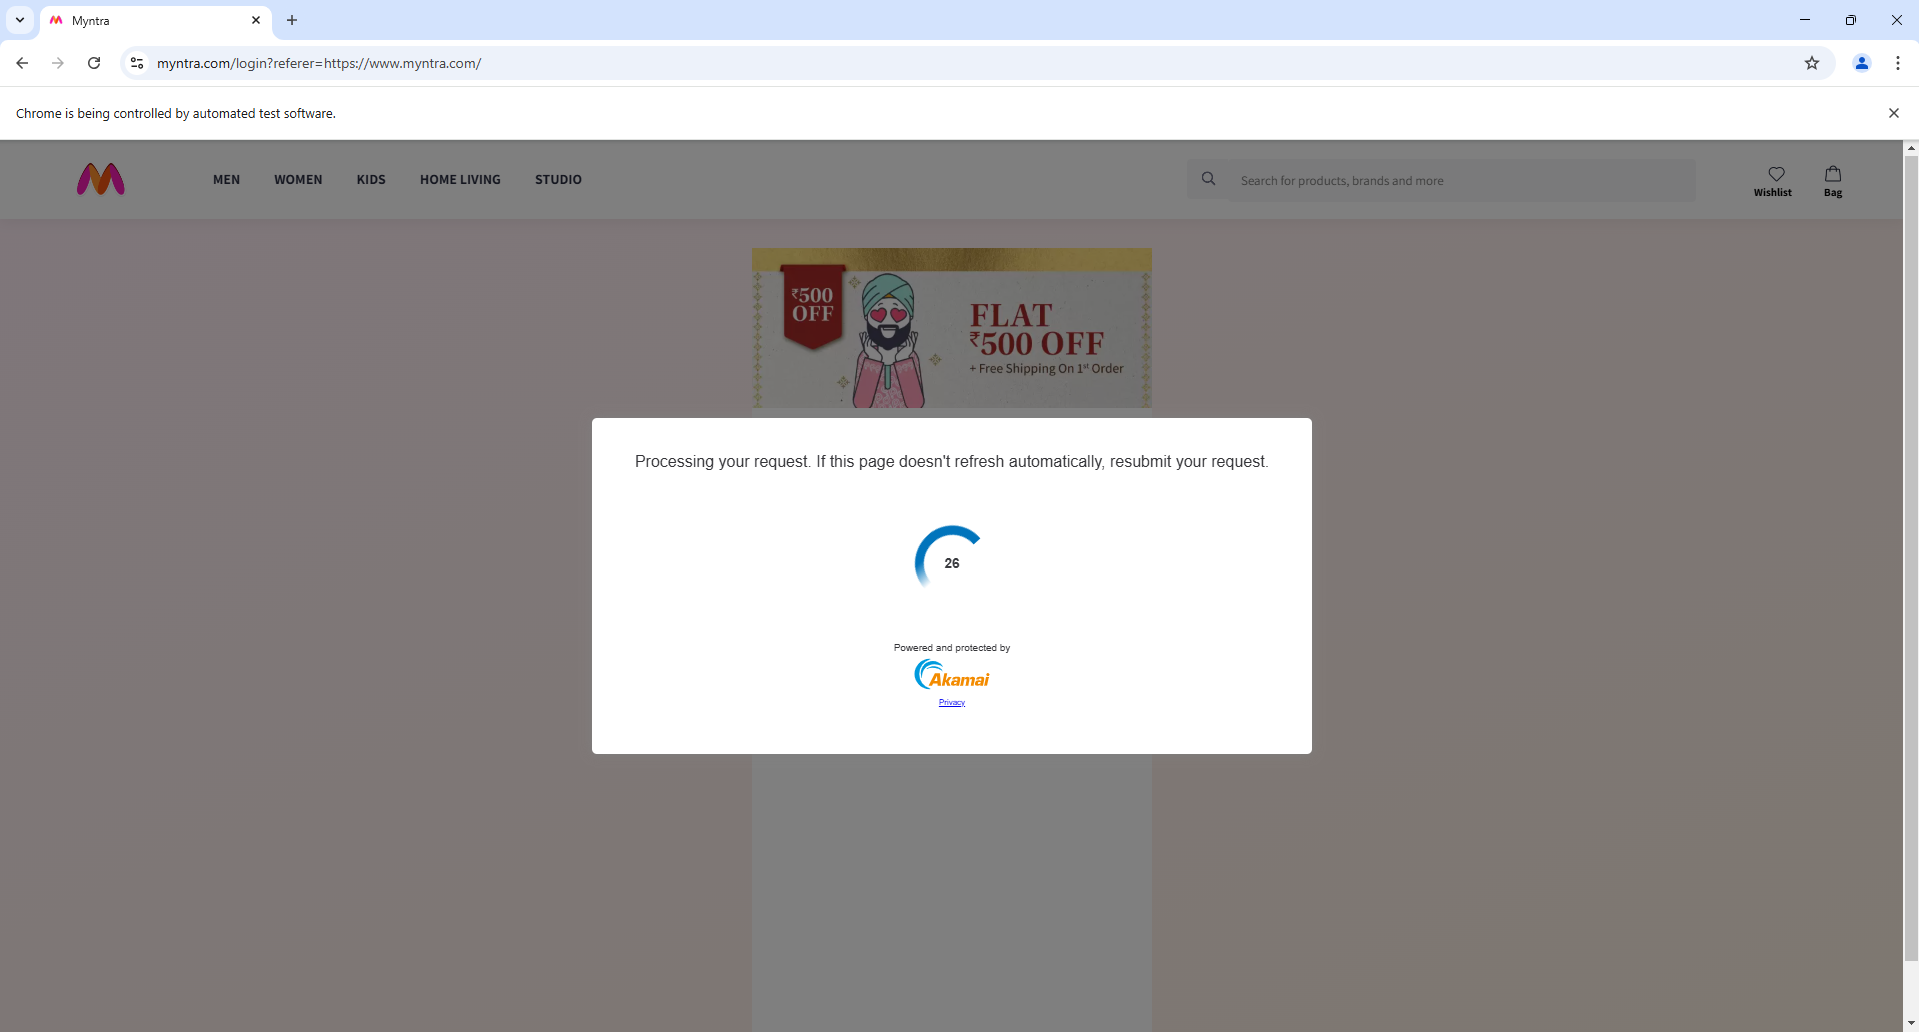 Myntra
myntra.com/login?referer=https://www.myntra.com/
Chrome is being controlled by automated test software.
MEN WOMEN KIDS HOME LIVING STUDIO
Search for products, brands and more
Wishlist
Bag
₹500
OFF
FLAT
₹500 OFF
+ Free Shipping On 1st Order
Processing your request. If this page doesn't refresh automatically, resubmit your request.
26
Powered and protected by
Akamai
Privacy